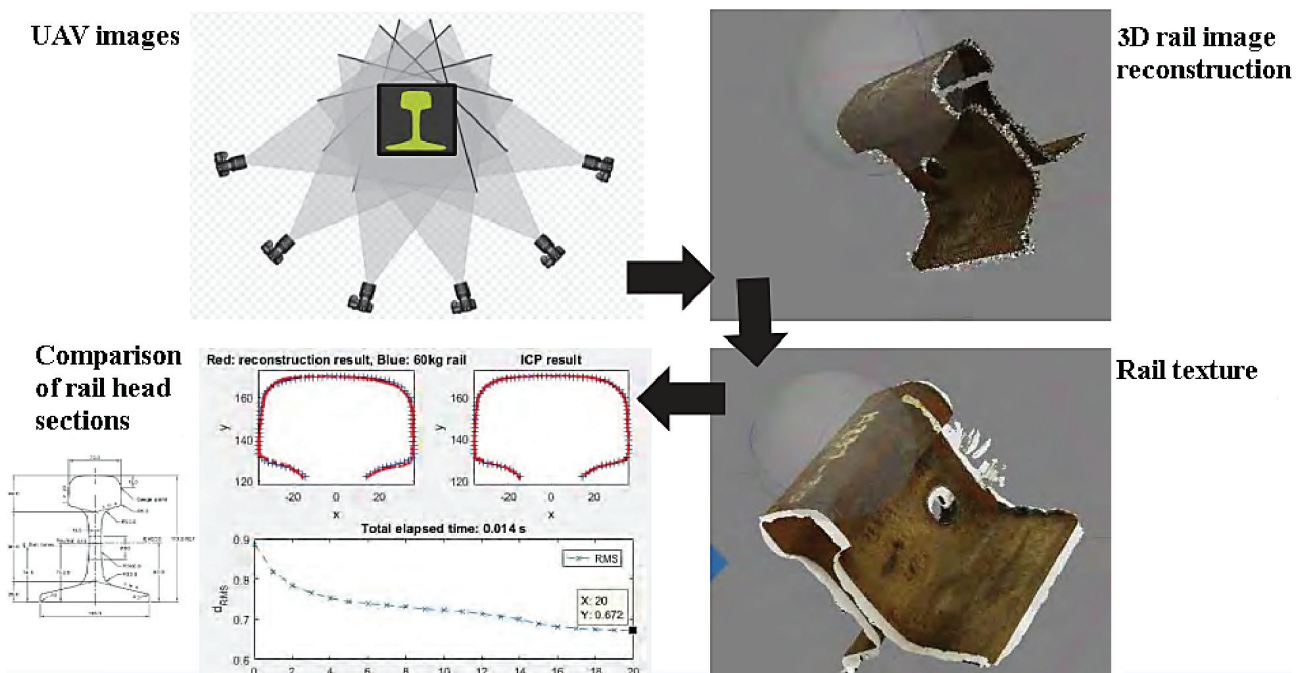 UAV images
3D rail image
reconstruction
Comparison
of rail head
sections
Red: reconstruction result, Blue: 60kg rail
160
140
120
y
-20
0
20
x
ICP result
160
140
120
y
-20
0
20
x
Total elapsed time: 0.014 s
0.9
0.8
0.7
0.6
dRMS
RMS
X: 20
Y: 0.672
0
2
4
6
8
10
12
14
16
18
20
Rail texture
Gauge point